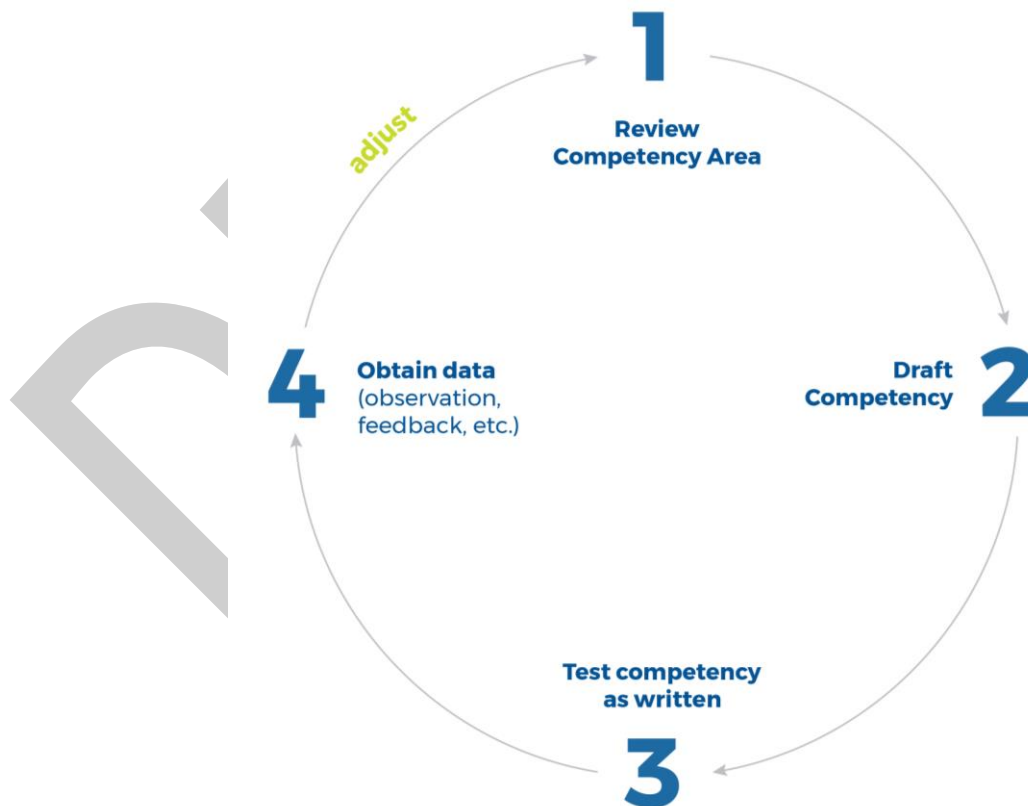 1
Review
Competency Area
adjust
Draft
Competency
2
4
Obtain data
(observation,
feedback, etc.)
Test competency
as written
3